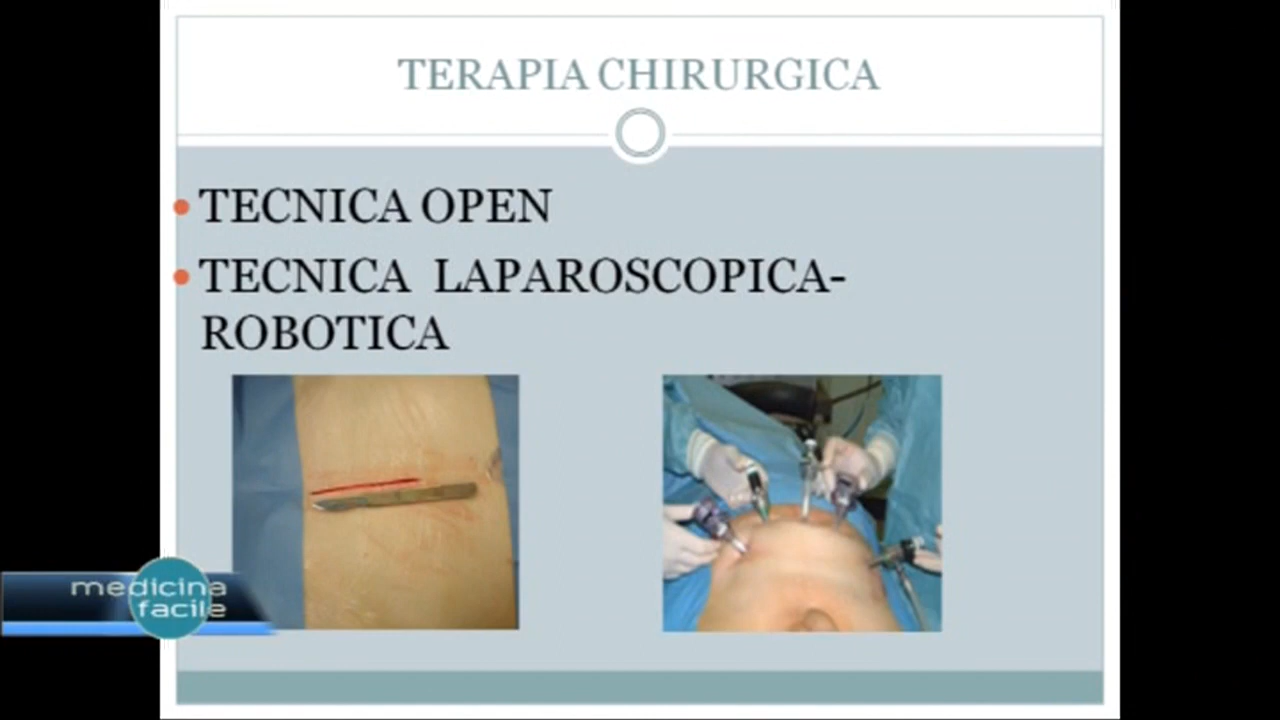 TERAPIA CHIRURGICA
TECNICA OPEN
TECNICA LAPAROSCOPICA-
ROBOTICA
medicina
facile